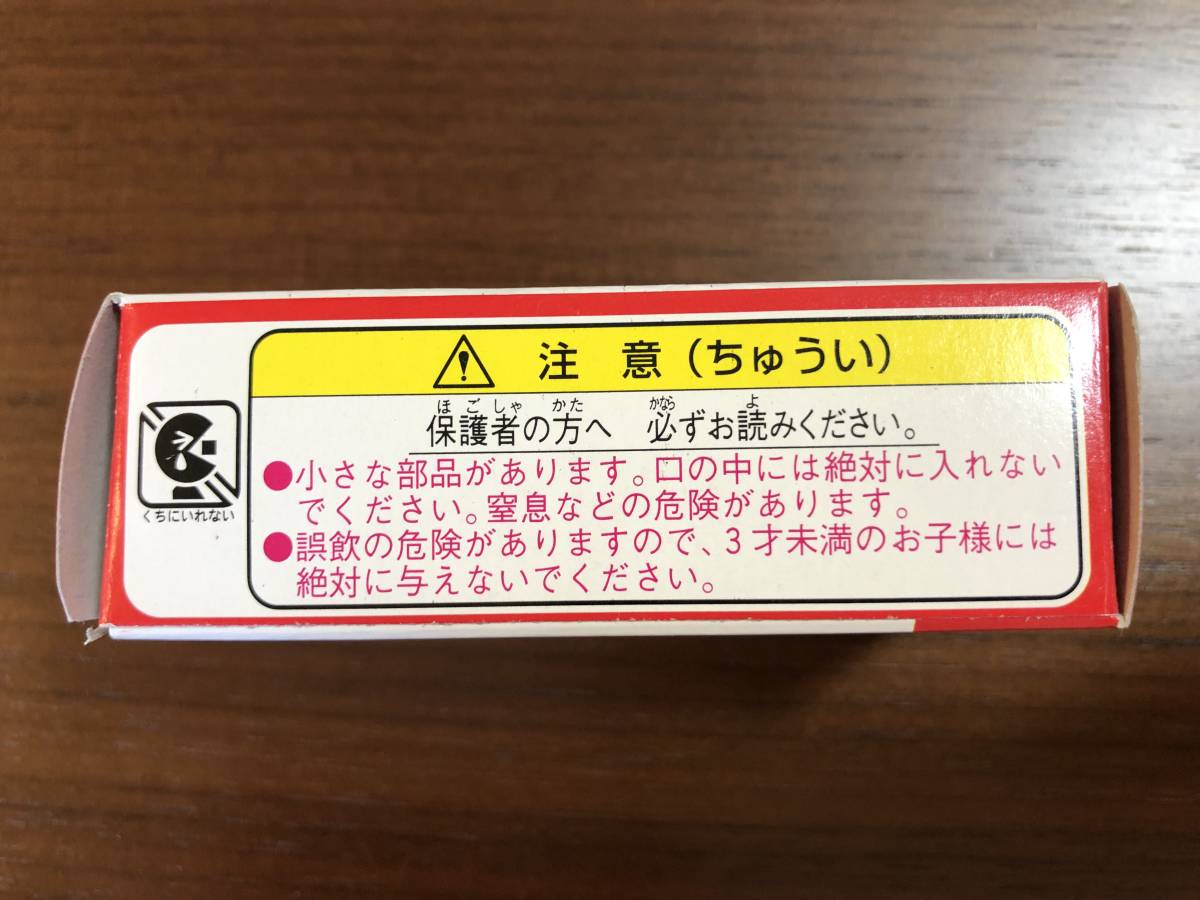 注 意(ちゅうい)
ほごしゃ かた かなら よ
保護者の方へ 必ずお読みください。
●小さな部品があります。口の中には絶対に入れない
でください。窒息などの危険があります。
●誤飲の危険がありますので、3才未満のお子様には
絶対に与えないでください。
くちにいれない